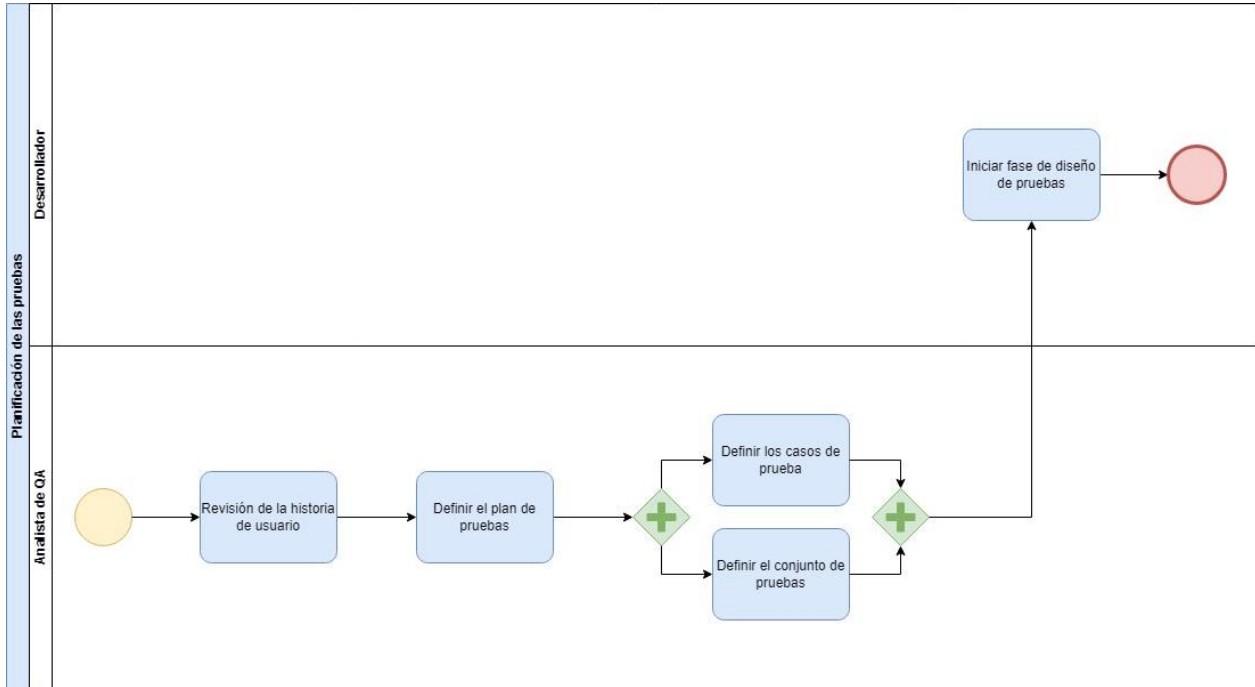 Planificación de las pruebas
Desarrollador
Iniciar fase de diseño
de pruebas
Analista de QA
Revisión de la historia
de usuario
Definir el plan de
pruebas
Definir los casos de
prueba
Definir el conjunto de
pruebas